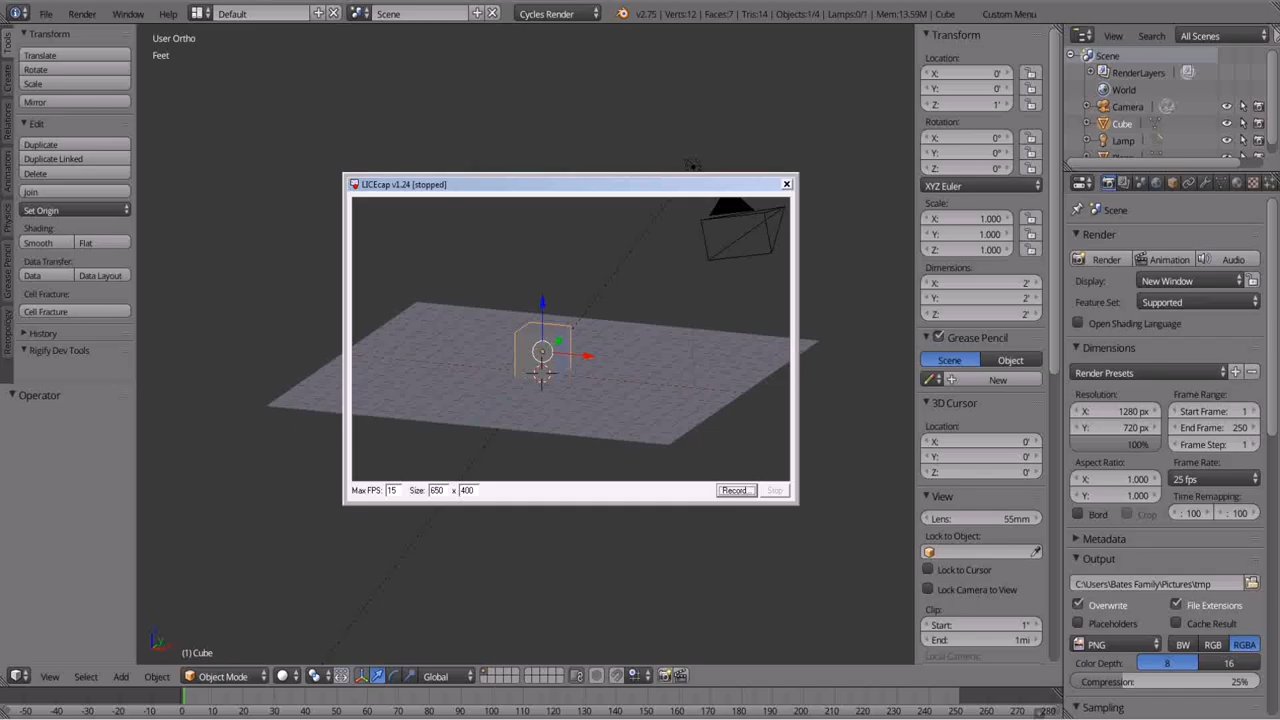 File Render Window Help Default Scene Cycles Render v2.75 | Verts:12 | Faces:7 | Tris:14 | Objects:1/4 | Lamps:0/1 | Mem:13.59M | Cube Custom Menu
Tools
Create
Relations
Animation
Physics
Grease Pencil
Retopology
Transform
Translate
Rotate
Scale
Mirror
Edit
Duplicate
Duplicate Linked
Delete
Join
Set Origin
Shading:
Smooth Flat
Data Transfer:
Data Data Layout
Cell Fracture:
Cell Fracture
History
Rigify Dev Tools
Operator
User Ortho
Feet
LICEcap v1.24 [stopped]
Max FPS: 15 Size: 650 x 400 Record... Stop
(1) Cube
Transform
Location:
X: 0'
Y: 0'
Z: 1'
Rotation:
X: 0°
Y: 0°
Z: 0°
XYZ Euler
Scale:
X: 1.000
Y: 1.000
Z: 1.000
Dimensions:
X: 2'
Y: 2'
Z: 2'
Grease Pencil
Scene Object
New
3D Cursor
Location:
X: 0'
Y: 0'
Z: 0'
View
Lens: 55mm
Lock to Object:
Lock to Cursor
Lock Camera to View
Clip:
Start: 1"
End: 1mi
Local Camera:
View Search All Scenes
Scene
RenderLayers
World
Camera
Cube
Lamp
Scene
Render
Render Animation Audio
Display: New Window
Feature Set: Supported
Open Shading Language
Dimensions
Render Presets
Resolution: Frame Range:
X: 1280 px Start Frame: 1
Y: 720 px End Frame: 250
100% Frame Step: 1
Aspect Ratio: Frame Rate:
X: 1.000 25 fps
Y: 1.000 Time Remapping:
Bord Crop : 100 : 100
Metadata
Output
C:\Users\Bates Family\Pictures\tmp
Overwrite File Extensions
Placeholders Cache Result
PNG BW RGB RGBA
Color Depth: 8 16
Compression: 25%
Sampling
View Select Add Object Object Mode Global
-50 -40 -30 -20 -10 0 10 20 30 40 50 60 70 80 90 100 110 120 130 140 150 160 170 180 190 200 210 220 230 240 250 260 270 280